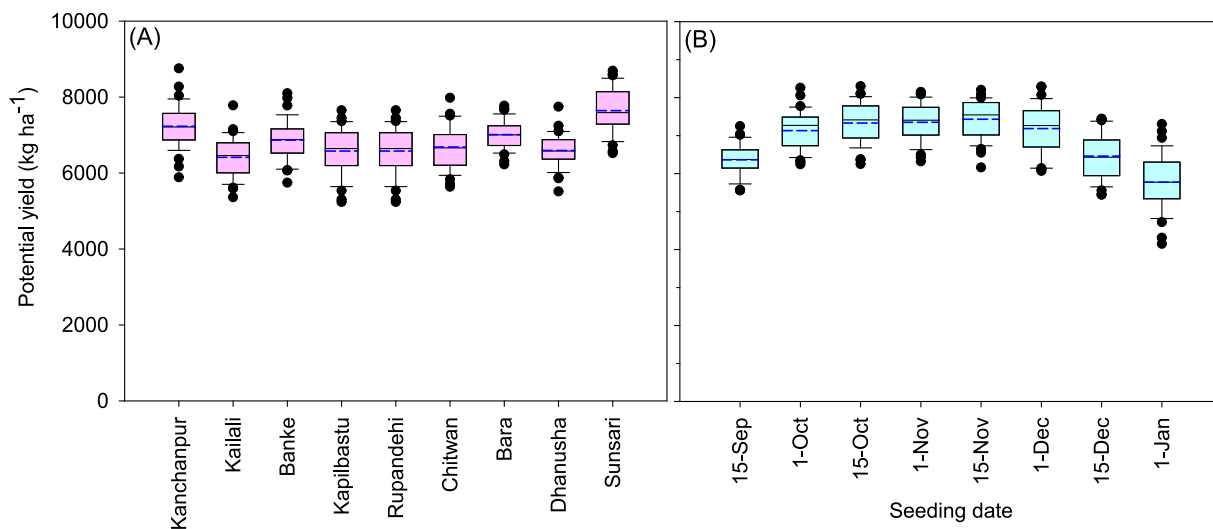 (A)
(B)
Potential yield (kg ha⁻¹)
10000
8000
6000
4000
2000
0
Kanchanpur
Kailali
Banke
Kapilbastu
Rupandehi
Chitwan
Bara
Dhanusha
Sunsari
15-Sep
1-Oct
15-Oct
1-Nov
15-Nov
1-Dec
15-Dec
1-Jan
Seeding date